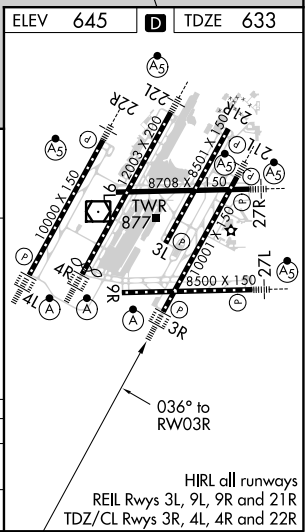 ELEV 645 D TDZE 633
A5
22R
22L
A5
P
21R
21L
P
P
A5
A5
10000 X 150
12003 X 200
8501 X 150
9L
8708 X 150
TWR
877
27R
P
3L
10001 X 150
27L
P
4R
P
4L
A
A
9R
8500 X 150
P
A5
A
P
3R
036° to
RW03R
HIRL all runways
REIL Rwys 3L, 9L, 9R and 21R
TDZ/CL Rwys 3R, 4L, 4R and 22R